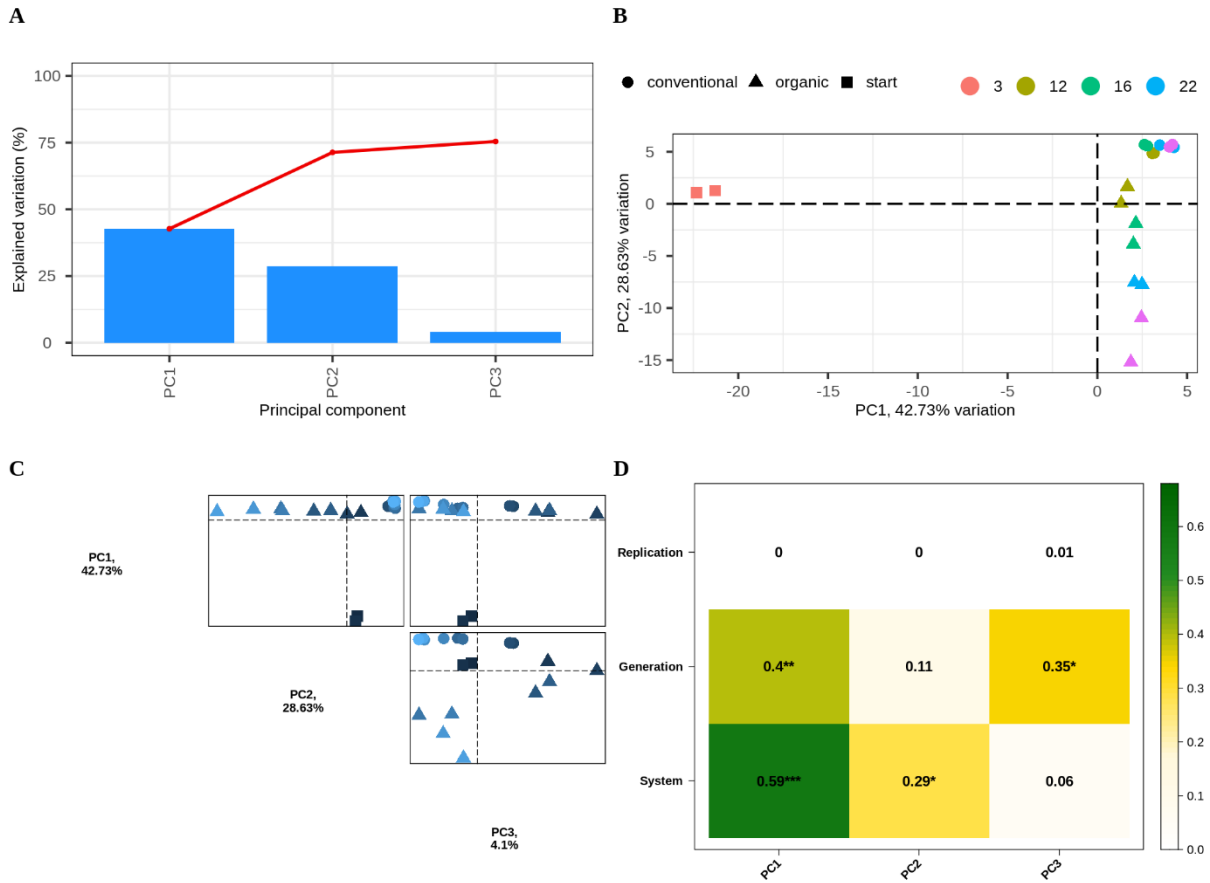 A
100
75
50
25
0
Explained variation (%)
PC1
PC2
PC3
Principal component
B
conventional organic start 3 12 16 22
5
0
-5
-10
-15
PC2, 28.63% variation
-20 -15 -10 -5 0 5
PC1, 42.73% variation
C
PC1,
42.73%
PC2,
28.63%
PC3,
4.1%
D
Replication 0 0 0.01
Generation 0.4** 0.11 0.35*
System 0.59*** 0.29* 0.06
PC1 PC2 PC3
0.6
0.5
0.4
0.3
0.2
0.1
0.0